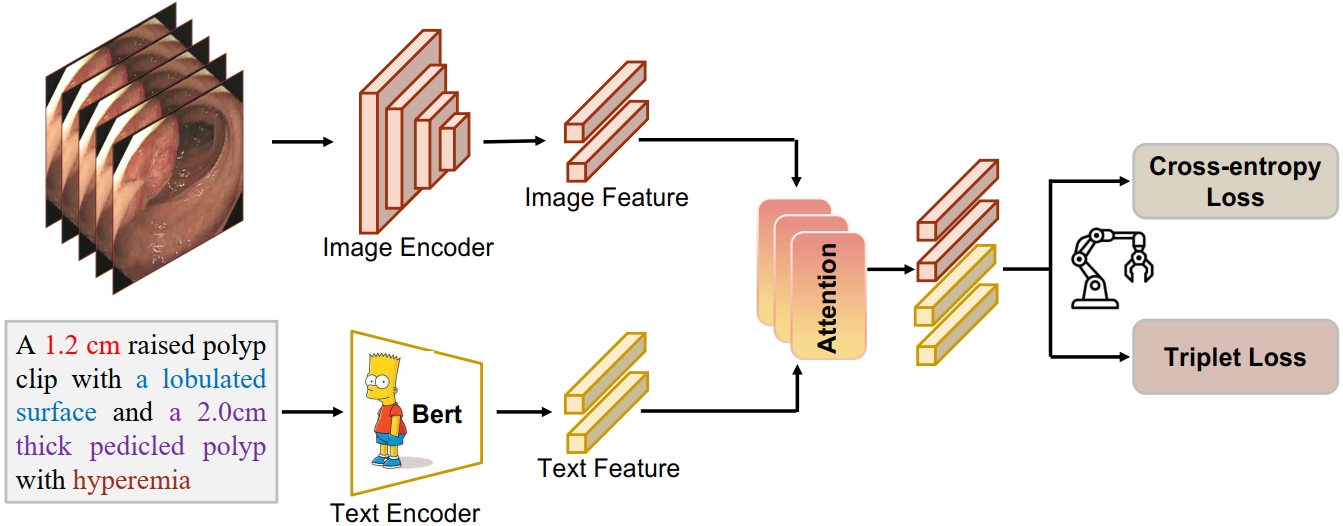 Image Encoder
Image Feature
A 1.2 cm raised polyp
clip with a lobulated
surface and a 2.0cm
thick pedicled polyp
with hyperemia
Bert
Text Encoder
Text Feature
Attention
Cross-entropy
Loss
Triplet Loss